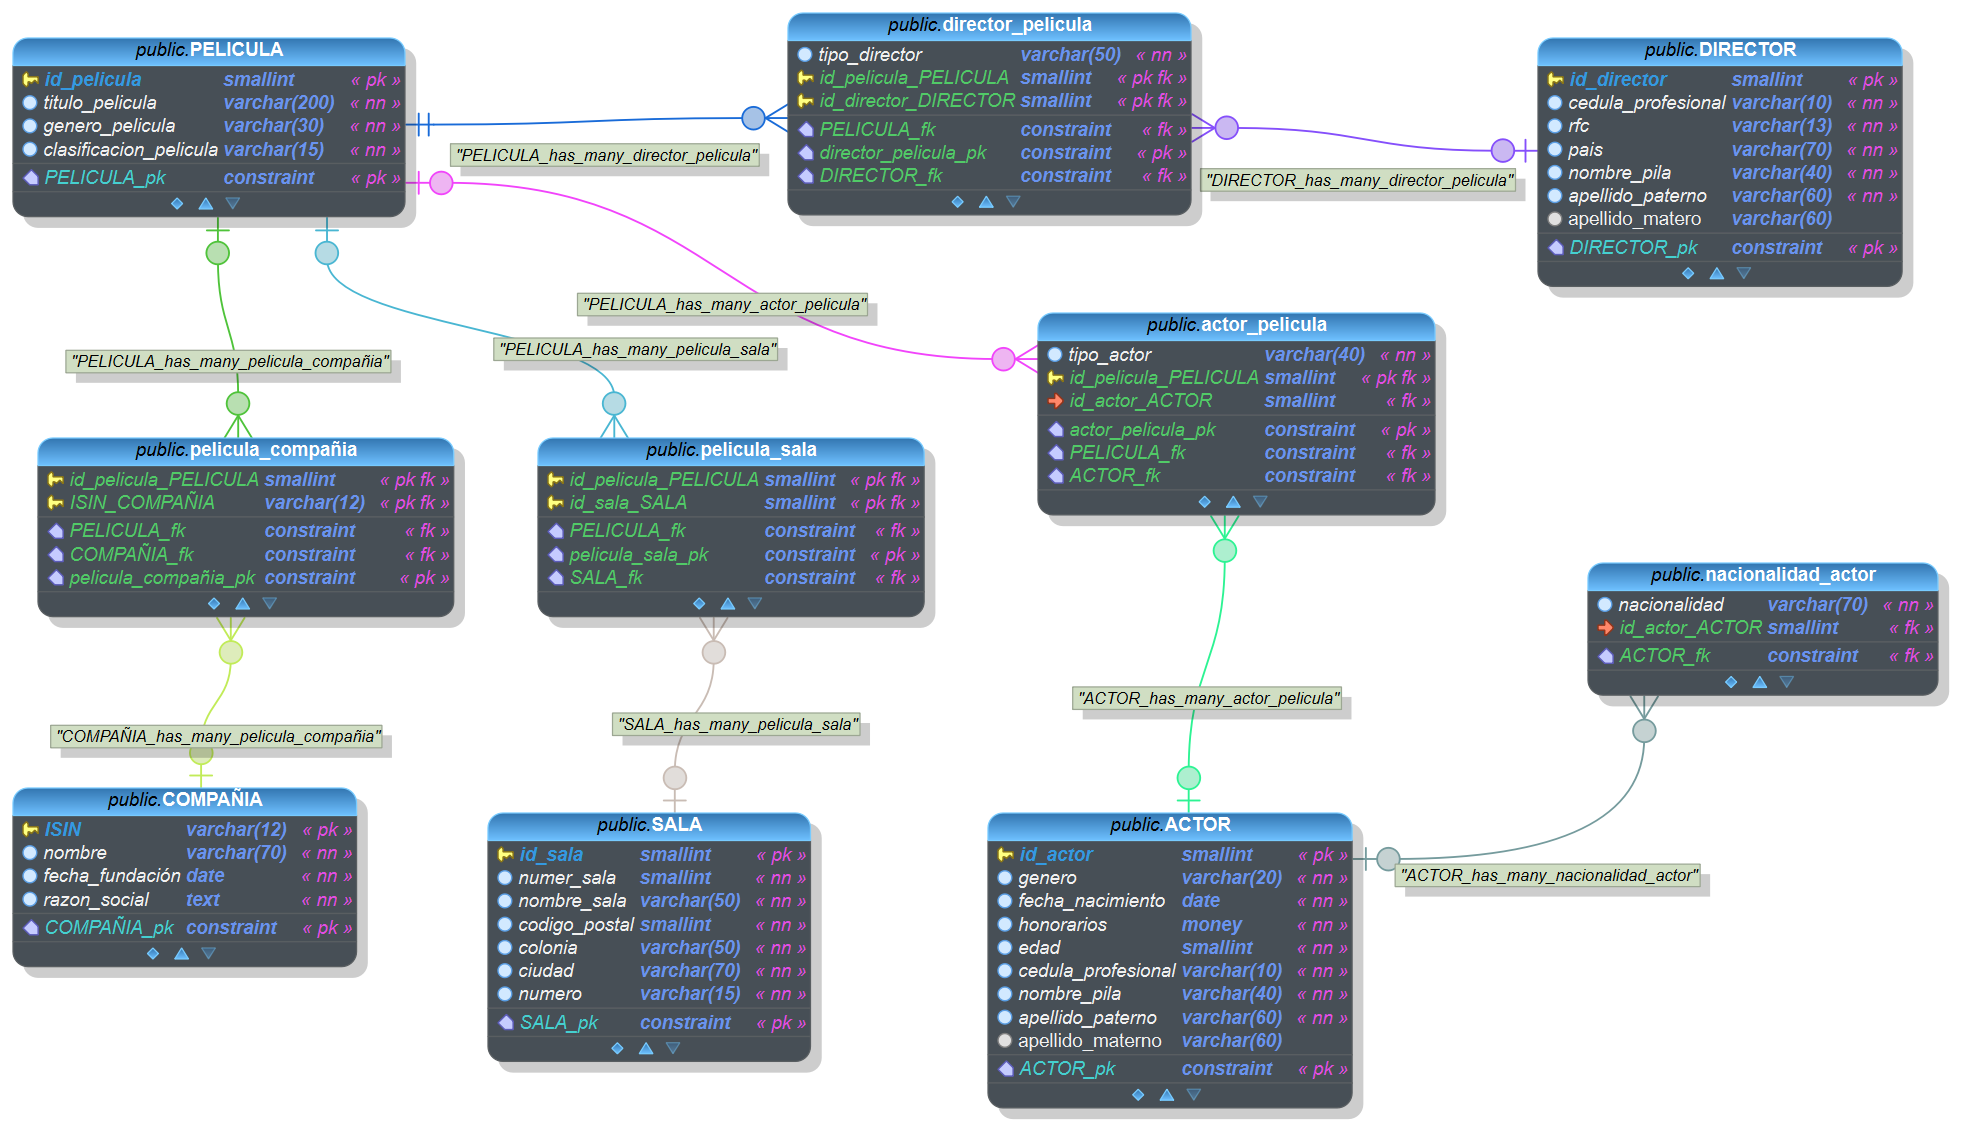 public.PELICULA
id_pelicula smallint « pk »
titulo_pelicula varchar(200) « nn »
genero_pelicula varchar(30) « nn »
clasificacion_pelicula varchar(15) « nn »
PELICULA_pk constraint « pk »
public.director_pelicula
tipo_director varchar(50) « nn »
id_pelicula_PELICULA smallint « pk fk »
id_director_DIRECTOR smallint « pk fk »
PELICULA_fk constraint « fk »
director_pelicula_pk constraint « pk »
DIRECTOR_fk constraint « fk »
public.DIRECTOR
id_director smallint « pk »
cedula_profesional varchar(10) « nn »
rfc varchar(13) « nn »
pais varchar(70) « nn »
nombre_pila varchar(40) « nn »
apellido_paterno varchar(60) « nn »
apellido_matero varchar(60)
DIRECTOR_pk constraint « pk »
"PELICULA_has_many_director_pelicula"
"DIRECTOR_has_many_director_pelicula"
"PELICULA_has_many_actor_pelicula"
"PELICULA_has_many_pelicula_sala"
"PELICULA_has_many_pelicula_compañia"
public.actor_pelicula
tipo_actor varchar(40) « nn »
id_pelicula_PELICULA smallint « pk fk »
id_actor_ACTOR smallint « fk »
actor_pelicula_pk constraint « pk »
PELICULA_fk constraint « fk »
ACTOR_fk constraint « fk »
public.pelicula_compañia
id_pelicula_PELICULA smallint « pk fk »
ISIN_COMPAÑIA varchar(12) « pk fk »
PELICULA_fk constraint « fk »
COMPAÑIA_fk constraint « fk »
pelicula_compañia_pk constraint « pk »
public.pelicula_sala
id_pelicula_PELICULA smallint « pk fk »
id_sala_SALA smallint « pk fk »
PELICULA_fk constraint « fk »
pelicula_sala_pk constraint « pk »
SALA_fk constraint « fk »
public.nacionalidad_actor
nacionalidad varchar(70) « nn »
id_actor_ACTOR smallint « fk »
ACTOR_fk constraint « fk »
"ACTOR_has_many_actor_pelicula"
"SALA_has_many_pelicula_sala"
"COMPAÑIA_has_many_pelicula_compañia"
"ACTOR_has_many_nacionalidad_actor"
public.COMPAÑIA
ISIN varchar(12) « pk »
nombre varchar(70) « nn »
fecha_fundación date « nn »
razon_social text « nn »
COMPAÑIA_pk constraint « pk »
public.SALA
id_sala smallint « pk »
numer_sala smallint « nn »
nombre_sala varchar(50) « nn »
codigo_postal smallint « nn »
colonia varchar(50) « nn »
ciudad varchar(70) « nn »
numero varchar(15) « nn »
SALA_pk constraint « pk »
public.ACTOR
id_actor smallint « pk »
genero varchar(20) « nn »
fecha_nacimiento date « nn »
honorarios money « nn »
edad smallint « nn »
cedula_profesional varchar(10) « nn »
nombre_pila varchar(40) « nn »
apellido_paterno varchar(60) « nn »
apellido_materno varchar(60)
ACTOR_pk constraint « pk »